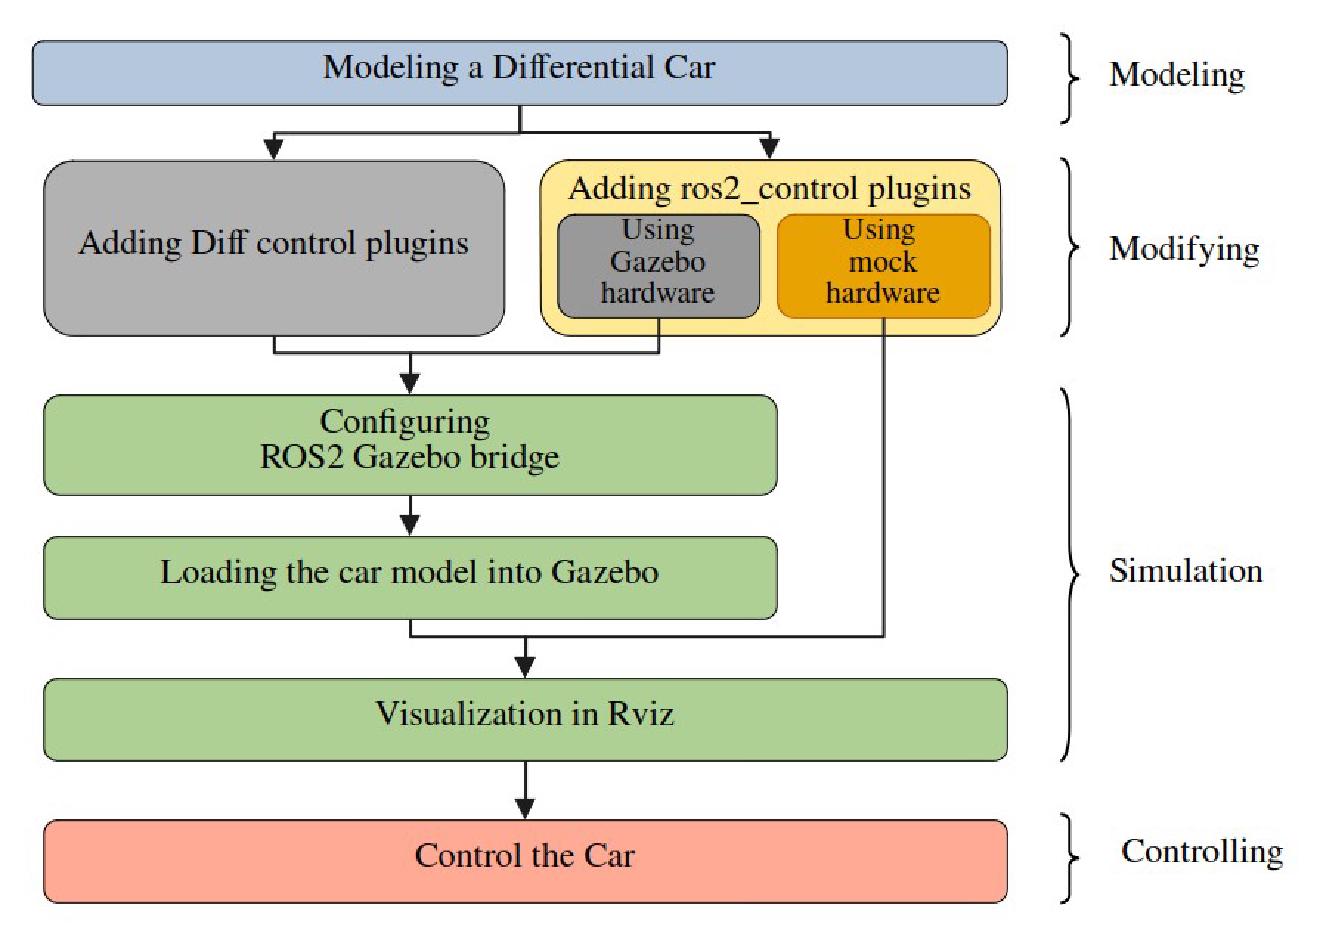 Modeling a Differential Car
Modeling
Adding Diff control plugins
Adding ros2_control plugins
Using
Gazebo
hardware
Using
mock
hardware
Modifying
Configuring
ROS2 Gazebo bridge
Loading the car model into Gazebo
Simulation
Visualization in Rviz
Control the Car
Controlling